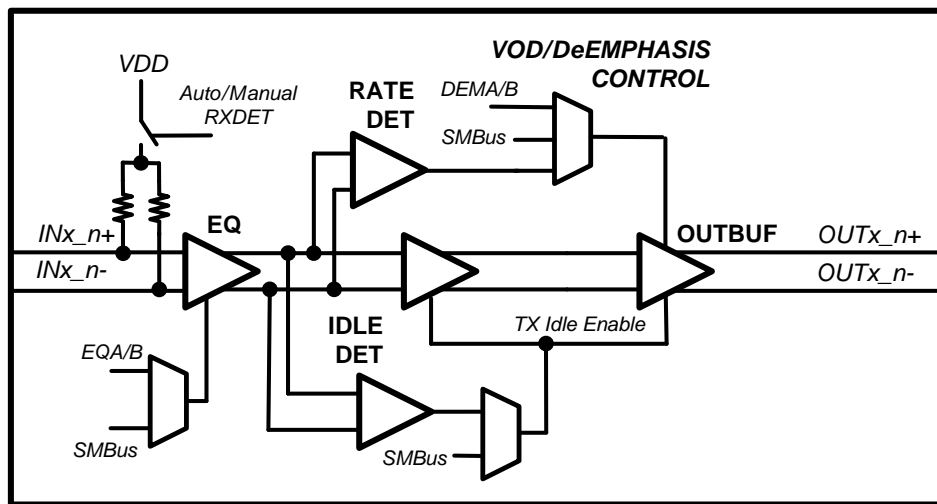 VOD/DeEMPHASIS
CONTROL
VDD
Auto/Manual
RXDET
RATE
DET
DEMA/B
SMBus
EQ
INx_n+
INx_n-
OUTBUF
OUTx_n+
OUTx_n-
TX Idle Enable
IDLE
DET
EQA/B
SMBus
SMBus